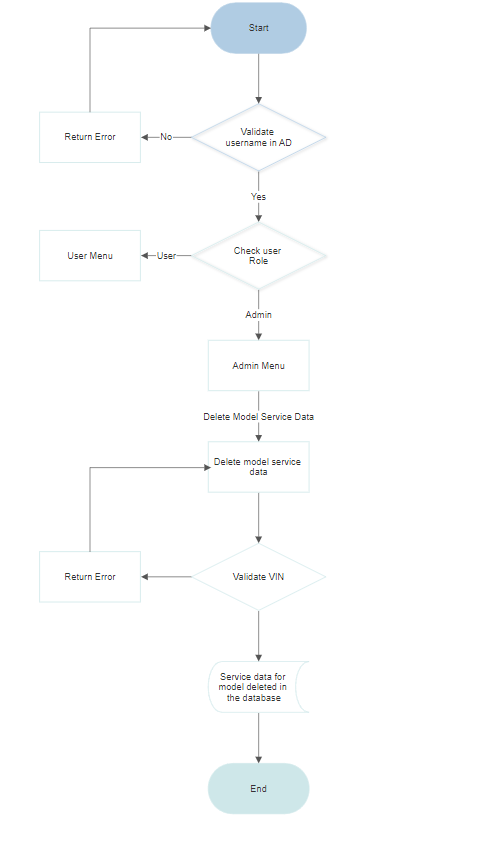 Start
Validate
username in AD
No
Return Error
Yes
Check user
Role
User
User Menu
Admin
Admin Menu
Delete Model Service Data
Delete model service
data
Validate VIN
Return Error
Service data for
model deleted in
the database
End